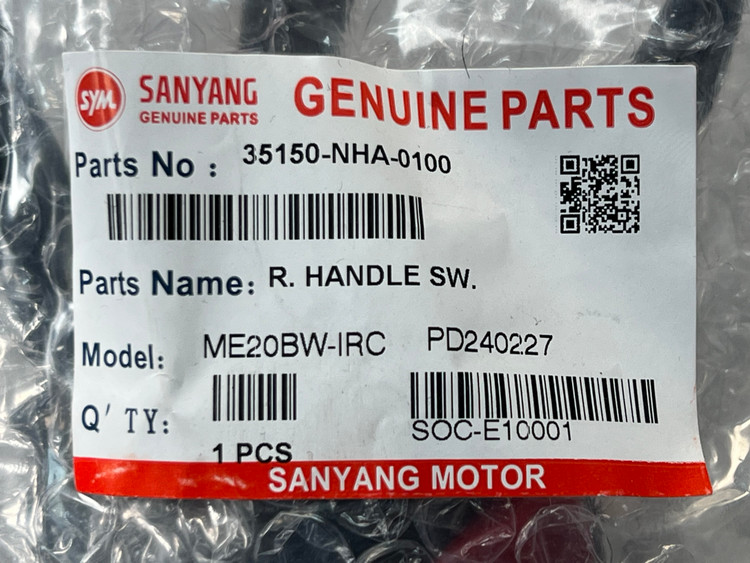 SYM SANYANG GENUINE PARTS
GENUINE PARTS
Parts No : 35150-NHA-0100
Parts Name: R. HANDLE SW.
Model: ME20BW-IRC PD240227
Q' TY:
SOC-E10001
1 PCS
SANYANG MOTOR